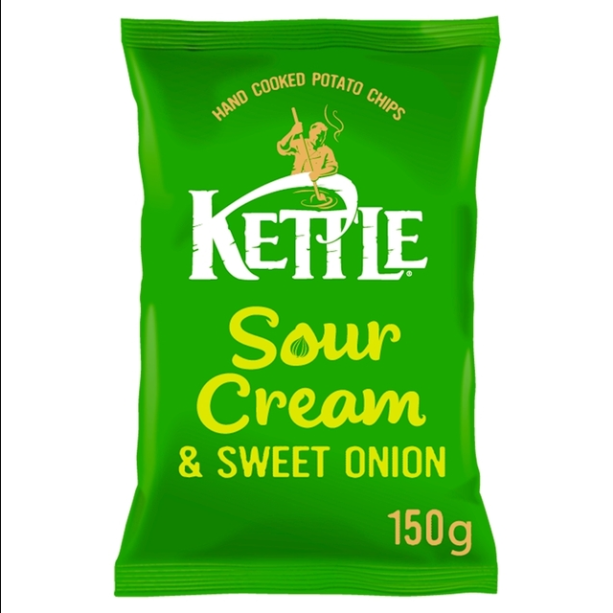 HAND COOKED POTATO CHIPS
KETTLE®
Sour
Cream
& SWEET ONION
150g